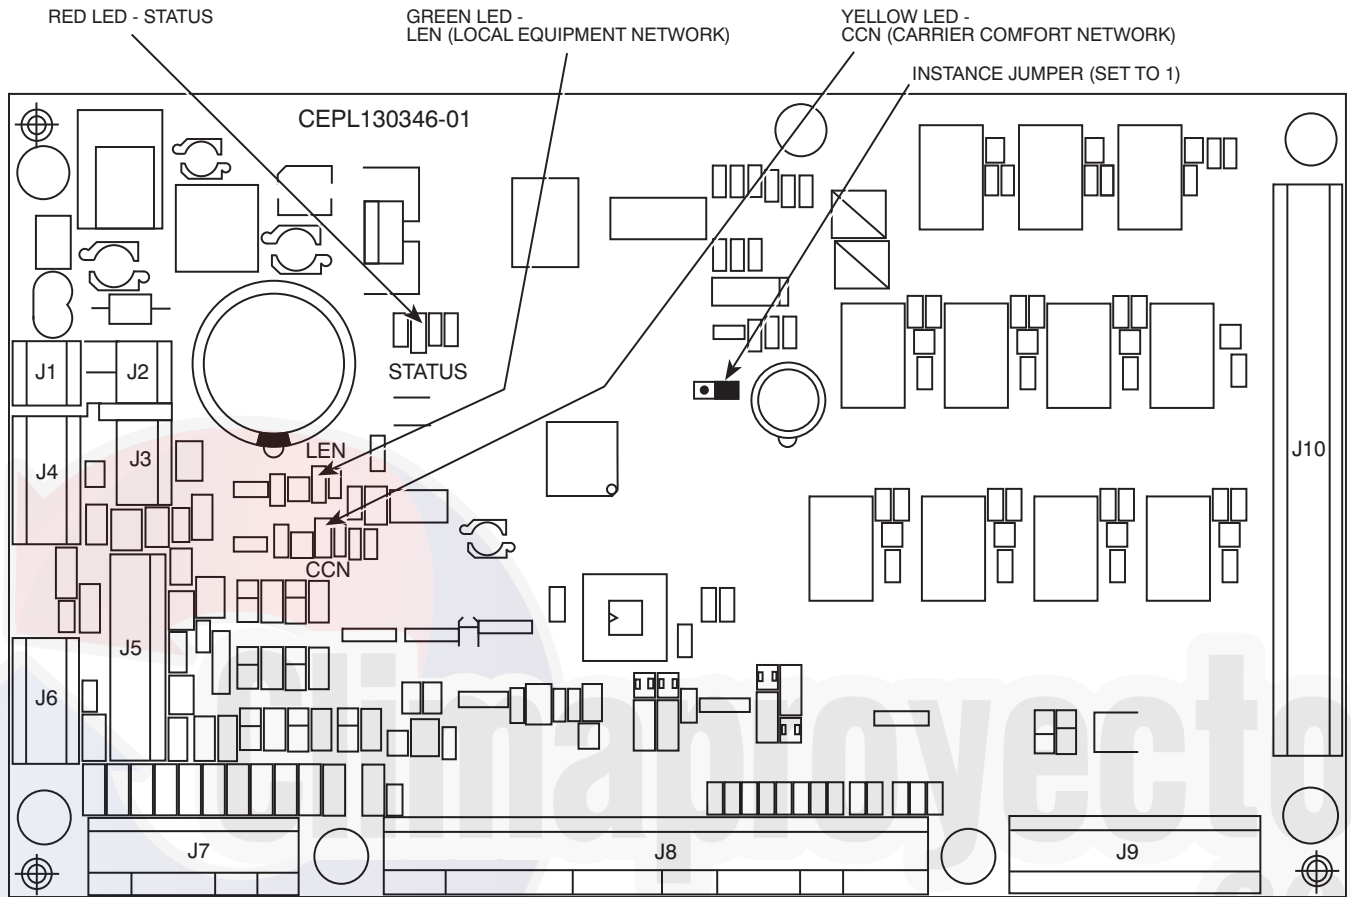 RED LED - STATUS
GREEN LED -
LEN (LOCAL EQUIPMENT NETWORK)
YELLOW LED -
CCN (CARRIER COMFORT NETWORK)
INSTANCE JUMPER (SET TO 1)
CEPL130346-01
STATUS
J1
J2
LEN
J4
J3
J10
CCN
J5
J6
Climaproyecto
J7
J8
J9